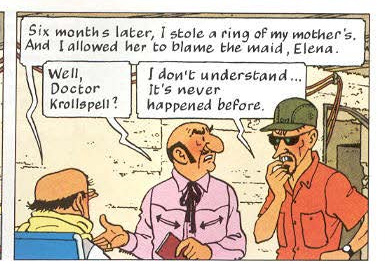 Six months later, I stole a ring of my mother's.
And I allowed her to blame the maid, Elena.
Well,
Doctor
Krollspell?
I don't understand...
It's never
happened before.